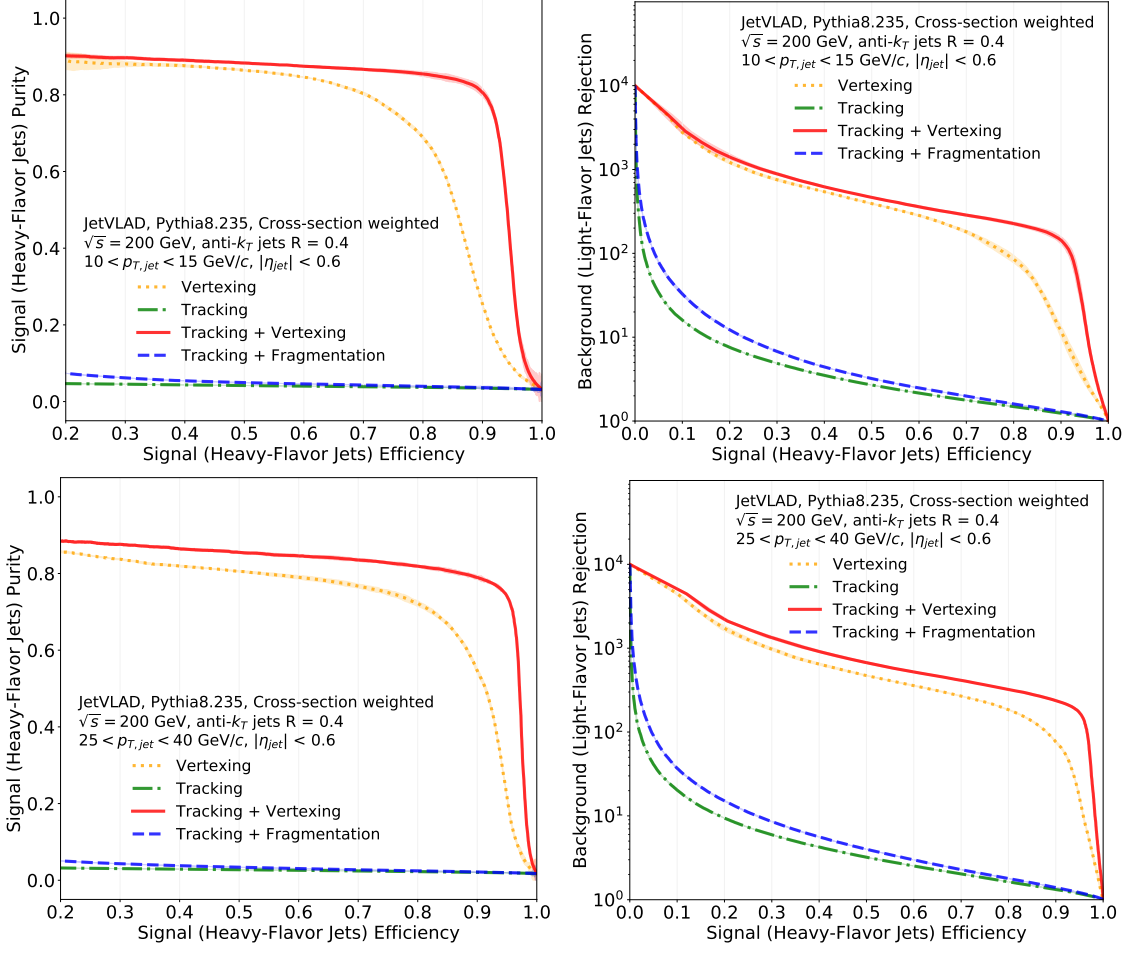 Signal (Heavy-Flavor Jets) Purity
1.0
0.8
0.6
0.4
0.2
0.0
JetVLAD, Pythia8.235, Cross-section weighted
√s = 200 GeV, anti-k_T jets R = 0.4
10 < p_{T,jet} < 15 GeV/c, |η_{jet}| < 0.6
Vertexing
Tracking
Tracking + Vertexing
Tracking + Fragmentation
0.2 0.3 0.4 0.5 0.6 0.7 0.8 0.9 1.0
Signal (Heavy-Flavor Jets) Efficiency
Background (Light-Flavor Jets) Rejection
10^4
10^3
10^2
10^1
10^0
JetVLAD, Pythia8.235, Cross-section weighted
√s = 200 GeV, anti-k_T jets R = 0.4
10 < p_{T,jet} < 15 GeV/c, |η_{jet}| < 0.6
Vertexing
Tracking
Tracking + Vertexing
Tracking + Fragmentation
0.0 0.1 0.2 0.3 0.4 0.5 0.6 0.7 0.8 0.9 1.0
Signal (Heavy-Flavor Jets) Efficiency
Signal (Heavy-Flavor Jets) Purity
1.0
0.8
0.6
0.4
0.2
0.0
JetVLAD, Pythia8.235, Cross-section weighted
√s = 200 GeV, anti-k_T jets R = 0.4
25 < p_{T,jet} < 40 GeV/c, |η_{jet}| < 0.6
Vertexing
Tracking
Tracking + Vertexing
Tracking + Fragmentation
0.2 0.3 0.4 0.5 0.6 0.7 0.8 0.9 1.0
Signal (Heavy-Flavor Jets) Efficiency
Background (Light-Flavor Jets) Rejection
10^4
10^3
10^2
10^1
10^0
JetVLAD, Pythia8.235, Cross-section weighted
√s = 200 GeV, anti-k_T jets R = 0.4
25 < p_{T,jet} < 40 GeV/c, |η_{jet}| < 0.6
Vertexing
Tracking
Tracking + Vertexing
Tracking + Fragmentation
0.0 0.1 0.2 0.3 0.4 0.5 0.6 0.7 0.8 0.9 1.0
Signal (Heavy-Flavor Jets) Efficiency